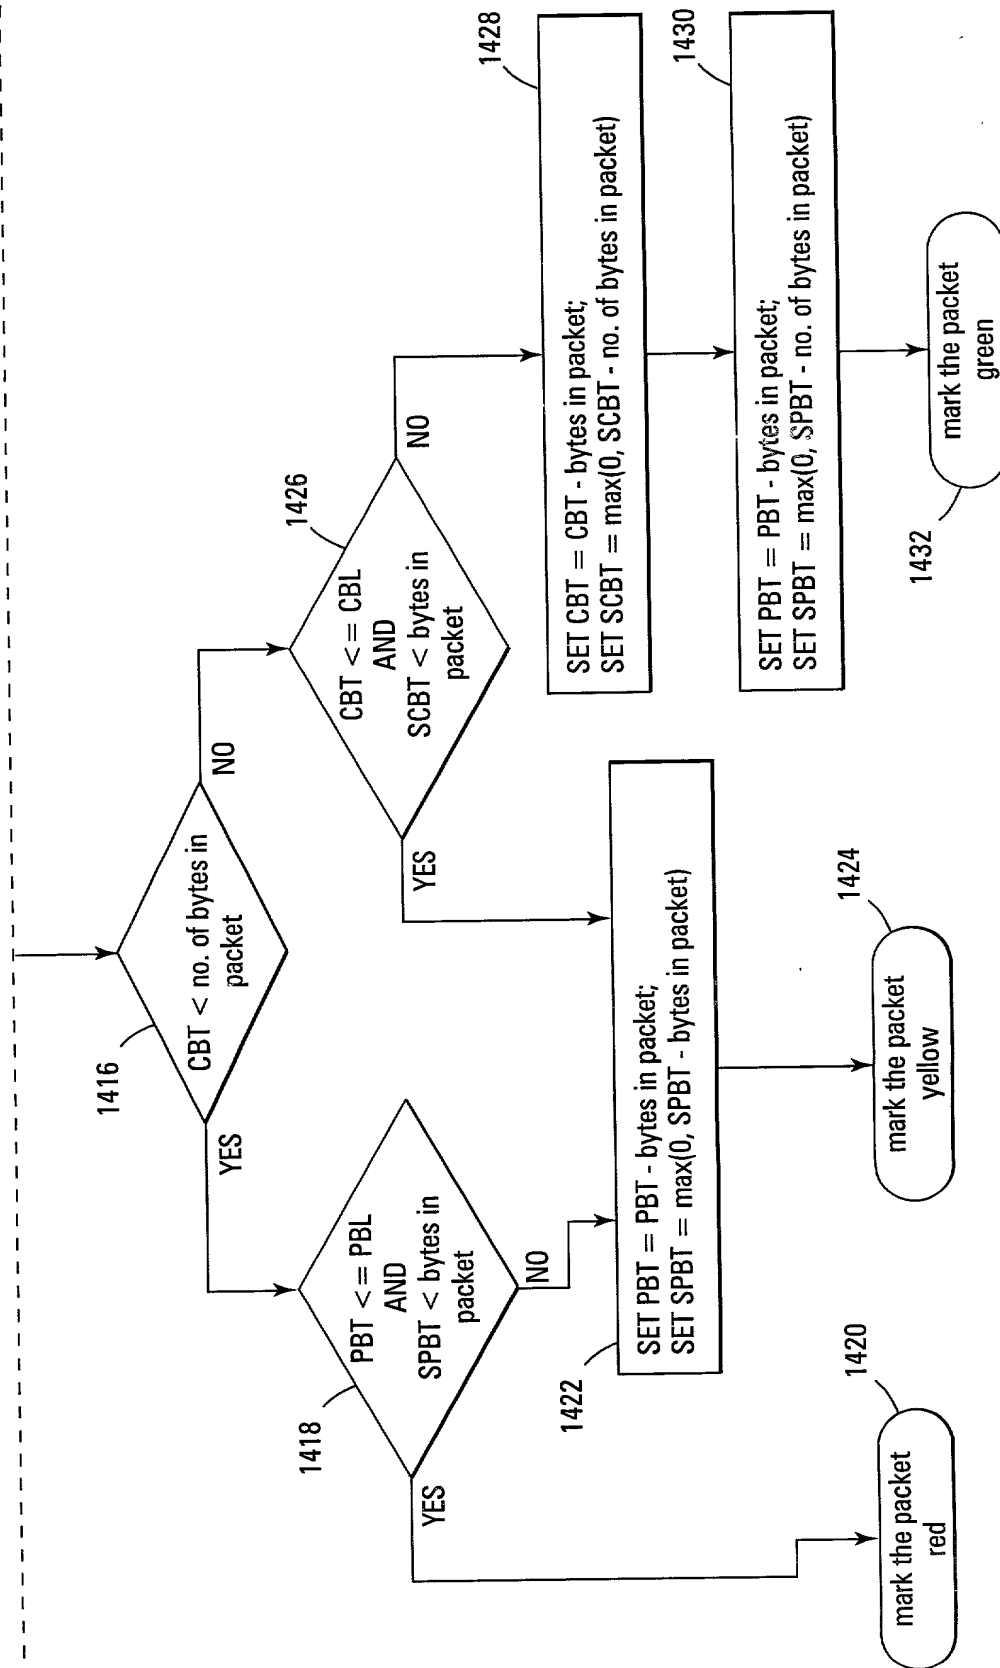 1416
CBT < no. of bytes in
packet
YES
NO
1418
PBT <= PBL
AND
SPBT < bytes in
packet
YES
NO
1426
CBT <= CBL
AND
SCBT < bytes in
packet
YES
NO
1422
SET PBT = PBT - bytes in packet;
SET SPBT = max(0, SPBT - bytes in packet)
1428
SET CBT = CBT - bytes in packet;
SET SCBT = max(0, SCBT - no. of bytes in packet)
1430
SET PBT = PBT - bytes in packet;
SET SPBT = max(0, SPBT - no. of bytes in packet)
1420
mark the packet
red
1424
mark the packet
yellow
1432
mark the packet
green